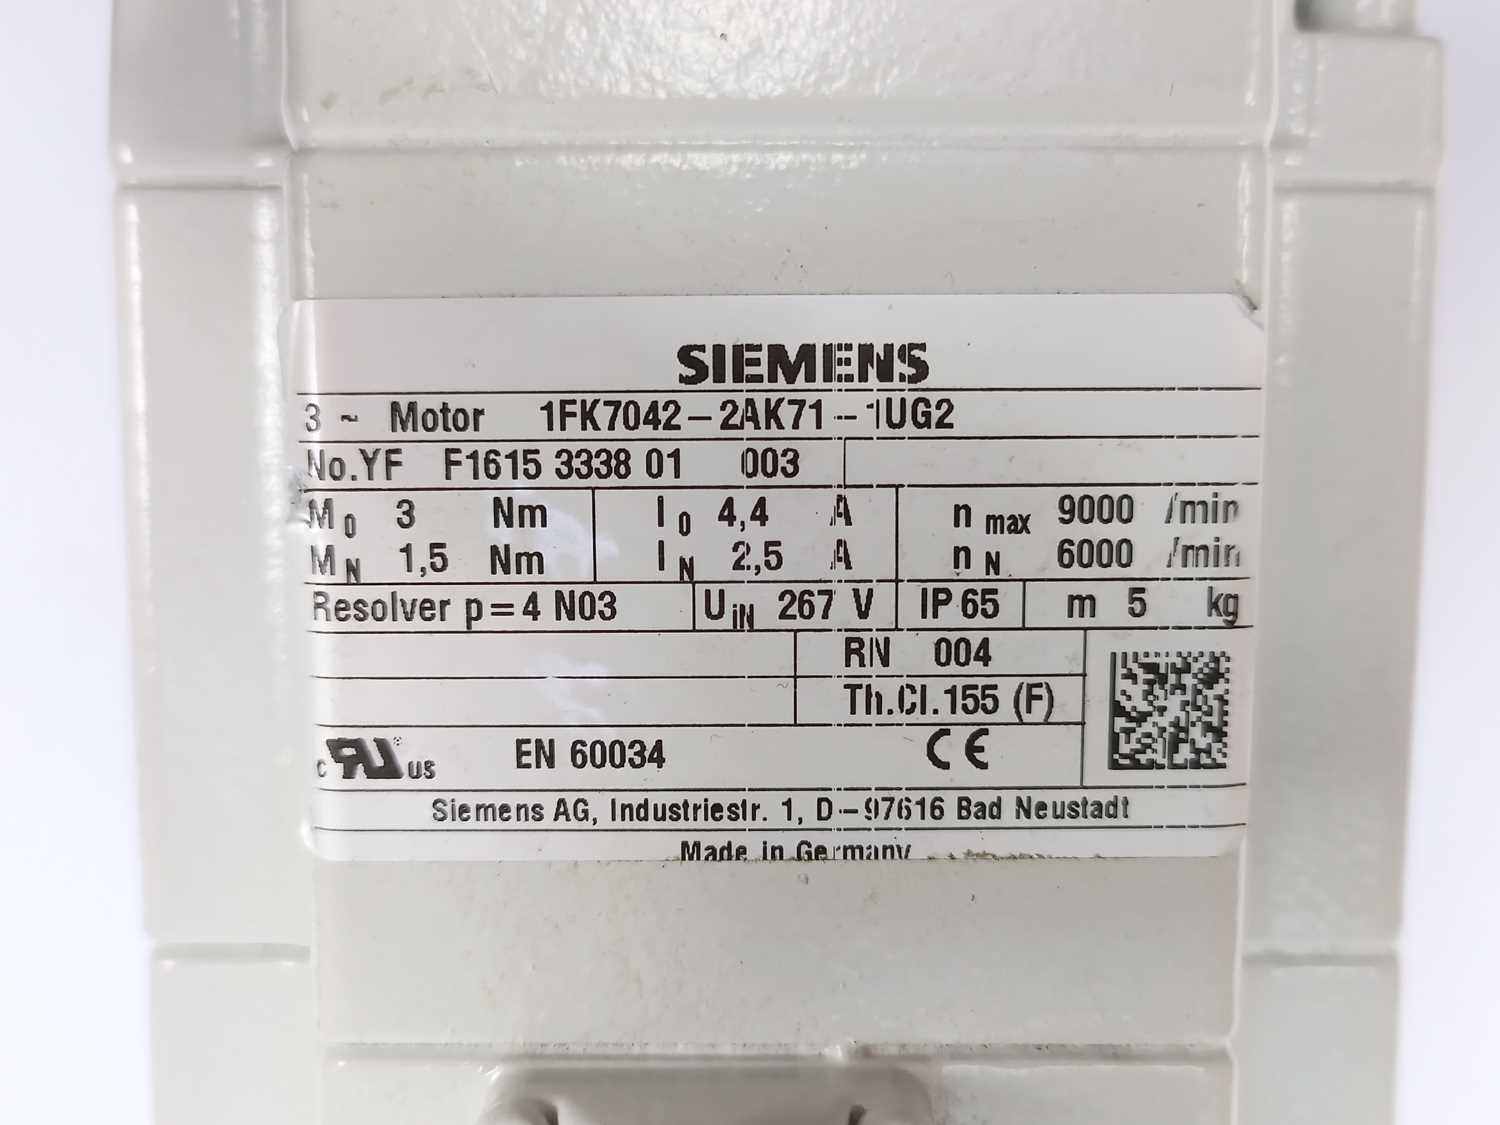 SIEMENS
3 ~ Motor 1FK7042-2AK71-1UG2
No.YF F1615 3338 01 003
M0 3 Nm I0 4,4 A n max 9000 /min
MN 1,5 Nm IN 2,5 A n N 6000 /min
Resolver p=4 N03 UiN 267 V IP 65 m 5 kg
RN 004
Th.Cl.155 (F)
c RU US EN 60034 CE
Siemens AG, Industriestr. 1, D-97616 Bad Neustadt
Made in Germany